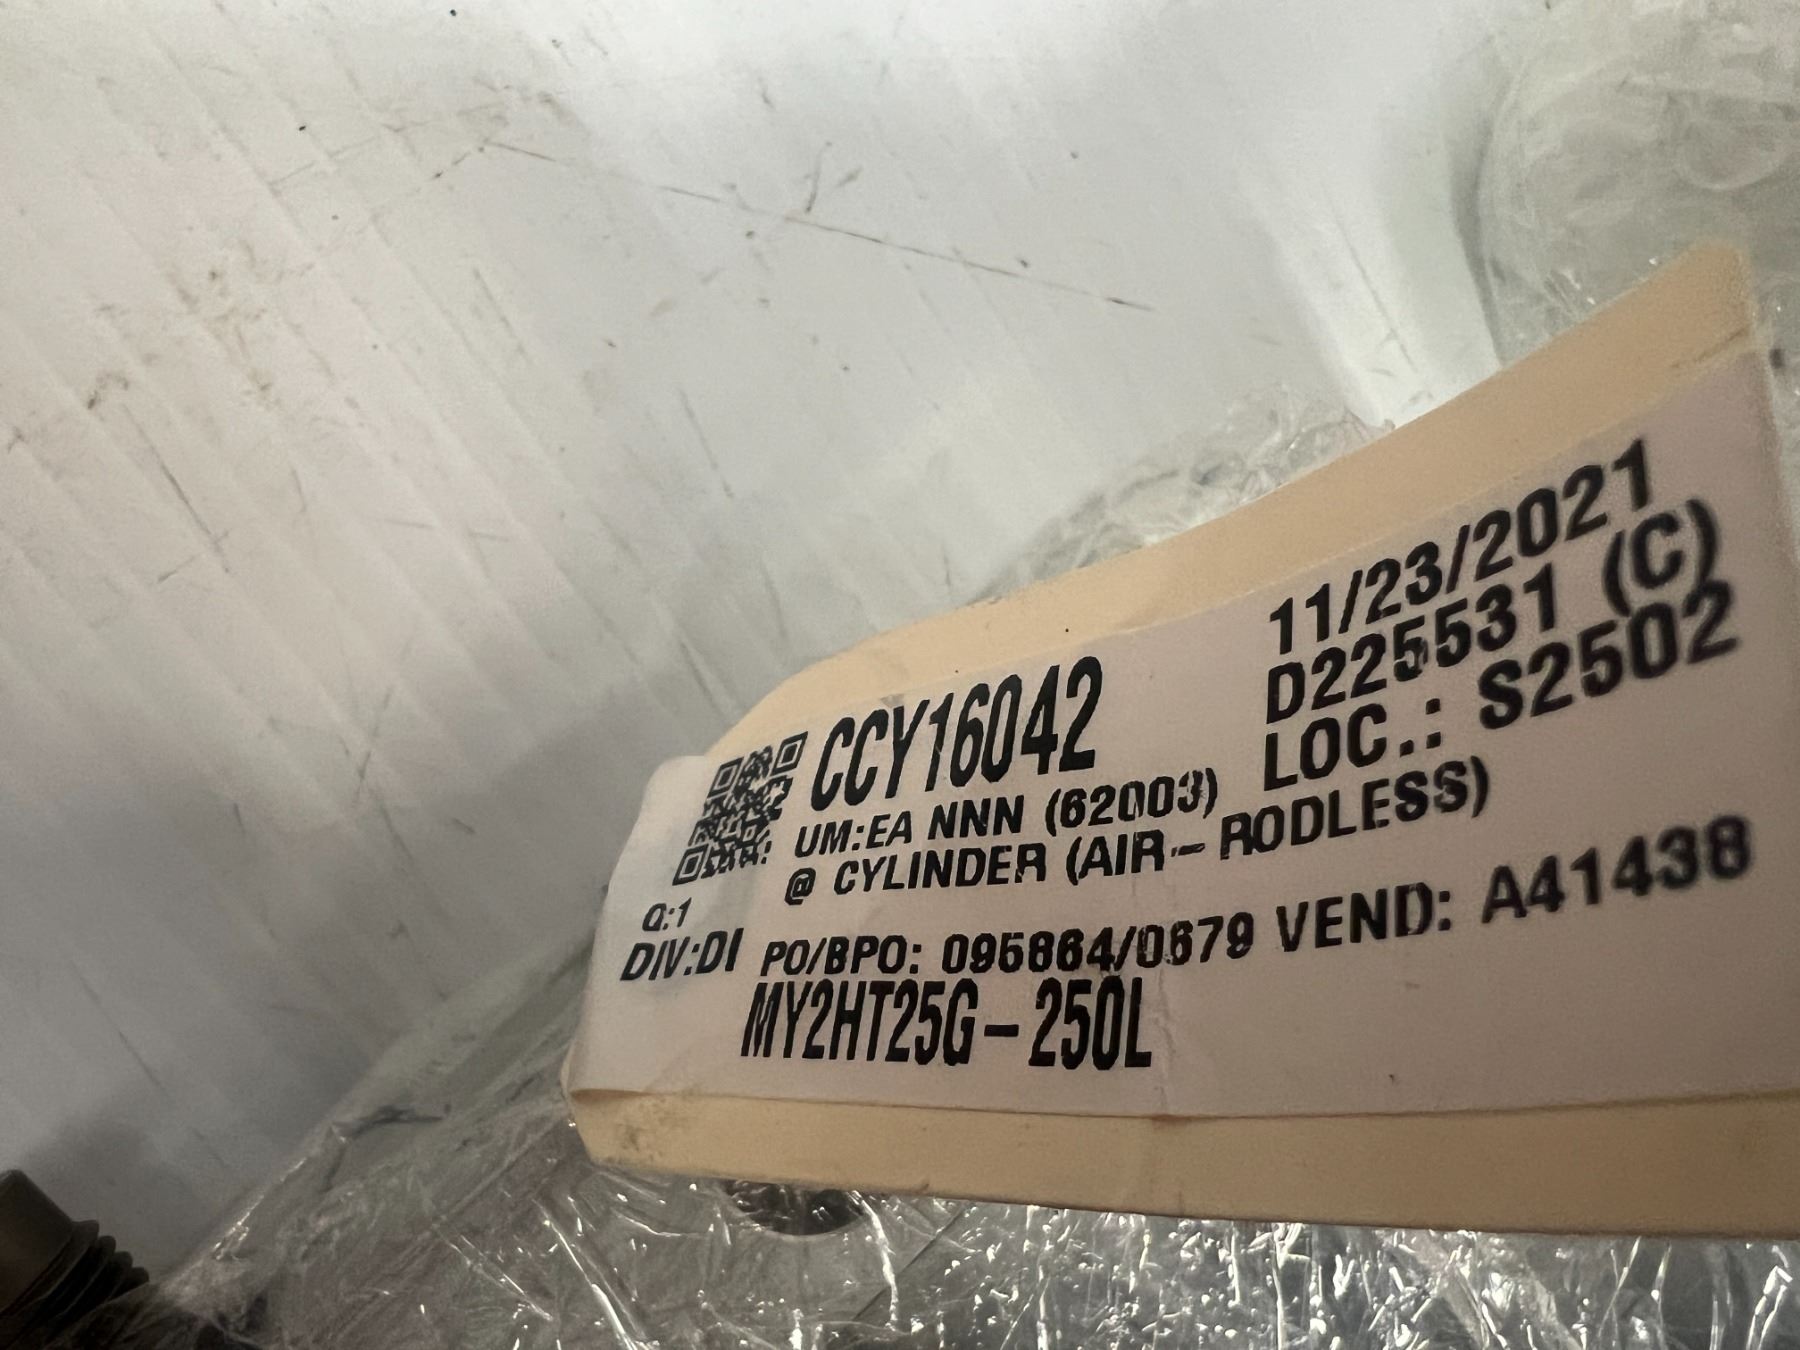 11/23/2021
CCY16042
D225531 (C)
UM:EA NNN (62003)
LOC.: S2502
@ CYLINDER (AIR-RODLESS)
Q:1
DIV:DI
PO/BPO: 095864/0679 VEND: A41438
MY2HT25G-250L